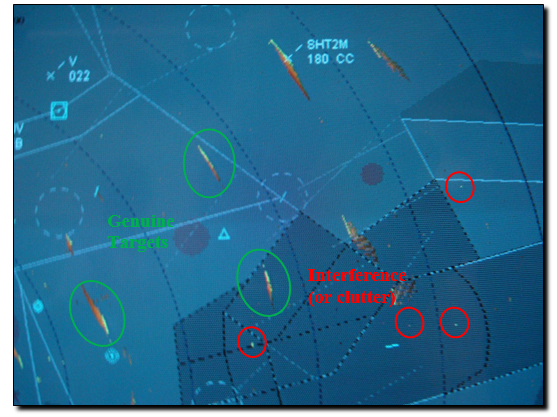 SHT2M
180 CC
V
022
V
B
Genuine
Targets
Interference
(or clutter)